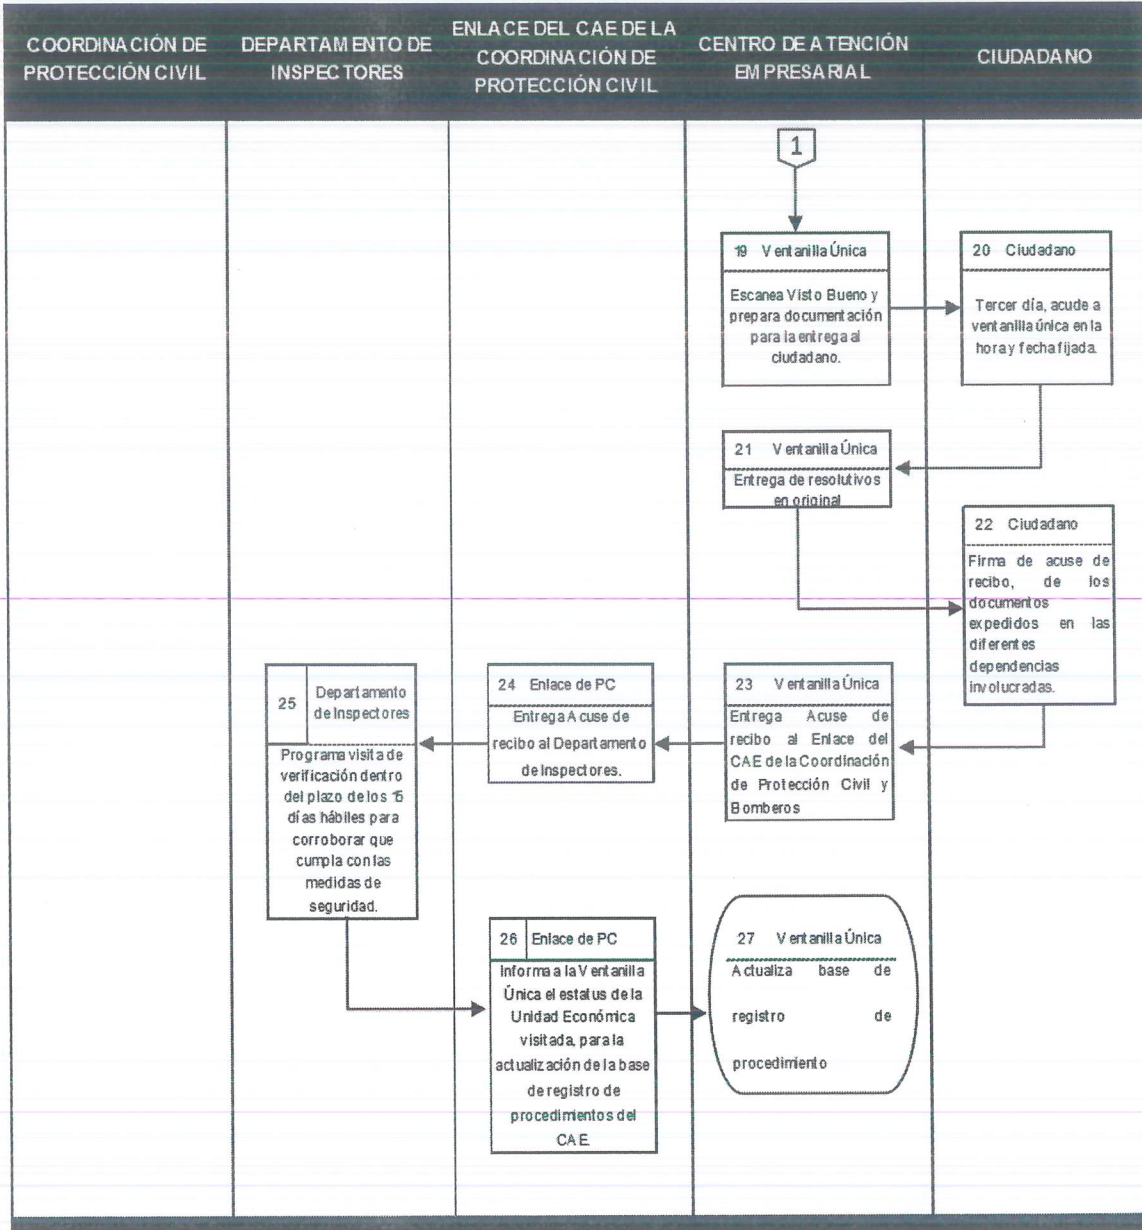 COORDINACIÓN DE
PROTECCIÓN CIVIL
DEPARTAMENTO DE
INSPECTORES
ENLACE DEL CAE DE LA
COORDINACIÓN DE
PROTECCIÓN CIVIL
CENTRO DE ATENCIÓN
EMPRESARIAL
CIUDADANO
1
19 Ventanilla Única
Escanea Visto Bueno y
prepara documentación
para la entrega al
ciudadano.
20 Ciudadano
Tercer día, acude a
ventanilla única en la
hora y fecha fijada.
21 Ventanilla Única
Entrega de resolutivos
en original
22 Ciudadano
Firma de acuse de
recibo, de los
documentos
expedidos en las
diferentes
dependencias
involucradas.
23 Ventanilla Única
Entrega Acuse de
recibo al Enlace del
CAE de la Coordinación
de Protección Civil y
Bomberos
24 Enlace de PC
Entrega Acuse de
recibo al Departamento
de Inspectores.
25 Departamento
de Inspectores
Programa visita de
verificación dentro
del plazo de los 15
días hábiles para
corroborar que
cumpla con las
medidas de
seguridad.
26 Enlace de PC
Informa a la Ventanilla
Única el estatus de la
Unidad Económica
visitada, para la
actualización de la base
de registro de
procedimientos del
CAE.
27 Ventanilla Única
Actualiza base de
registro de
procedimiento